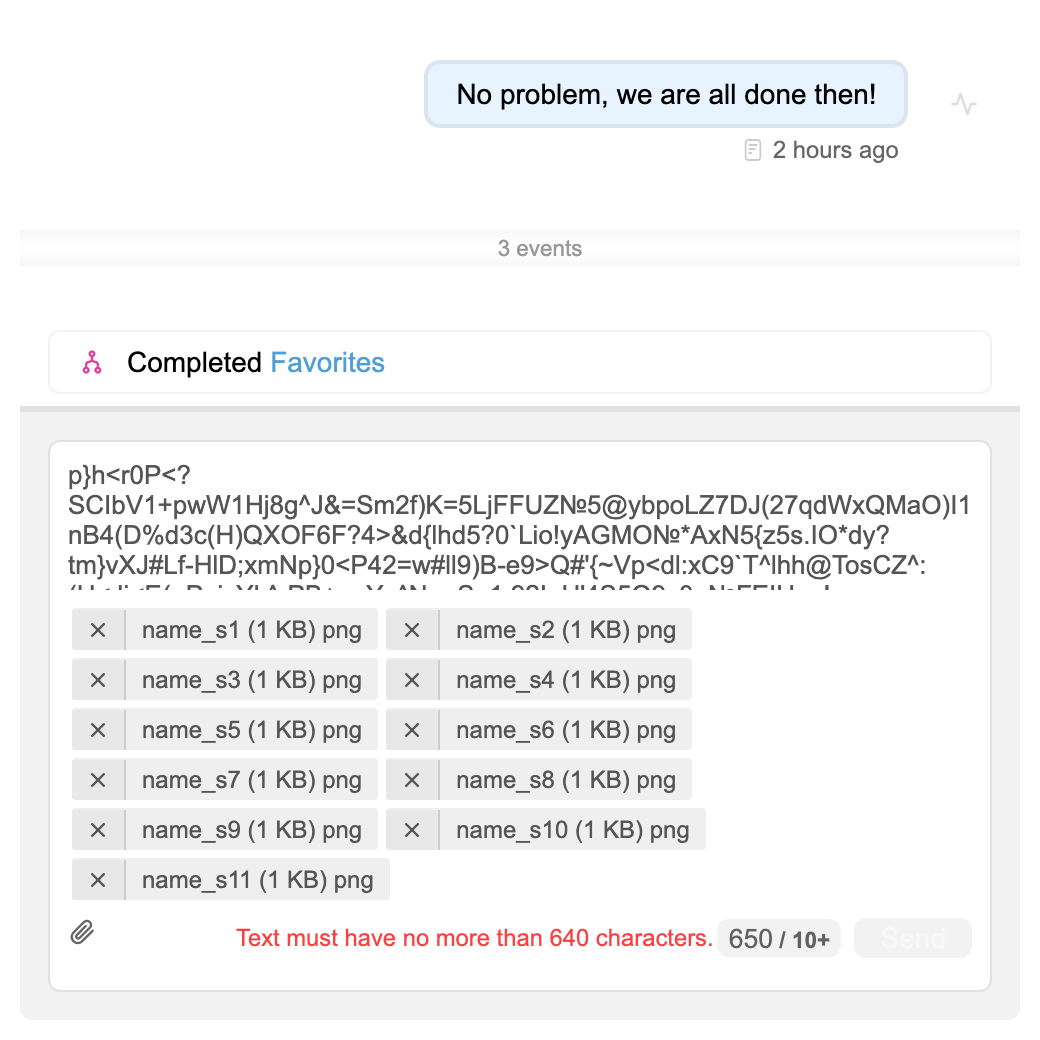 No problem, we are all done then!
2 hours ago
3 events
Completed Favorites
p}h<r0P<?
SCIbV1+pwW1Hj8g^J&=Sm2f)K=5LjFFUZ№5@ybpoLZ7DJ(27qdWxQMaO)I1
nB4(D%d3c(H)QXOF6F?4>&d{lhd5?0`Lio!yAGMON№*AxN5{z5s.IO*dy?
tm}vXJ#Lf-HlD;xmNp}0<P42=w#ll9)B-e9>Q#'{~Vp<dl:xC9`T^lhh@TosCZ^:
name_s1 (1 KB) png
name_s2 (1 KB) png
name_s3 (1 KB) png
name_s4 (1 KB) png
name_s5 (1 KB) png
name_s6 (1 KB) png
name_s7 (1 KB) png
name_s8 (1 KB) png
name_s9 (1 KB) png
name_s10 (1 KB) png
name_s11 (1 KB) png
Text must have no more than 640 characters.
650 / 10+
Send